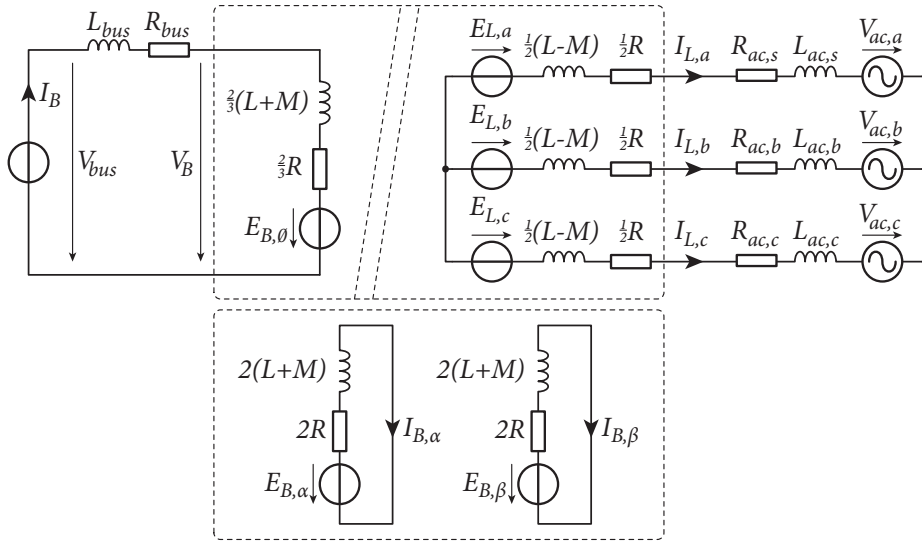 L_bus R_bus
I_B
V_bus
V_B
⅔(L+M)
⅔R
E_B,ø
E_L,a ½(L-M) ½R I_L,a R_ac,s L_ac,s V_ac,a
E_L,b ½(L-M) ½R I_L,b R_ac,b L_ac,b V_ac,b
E_L,c ½(L-M) ½R I_L,c R_ac,c L_ac,c V_ac,c
2(L+M) 2(L+M)
2R I_B,α 2R I_B,β
E_B,α E_B,β